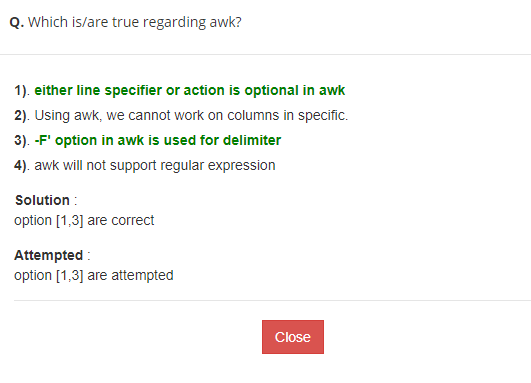 Q. Which is/are true regarding awk?
1). either line specifier or action is optional in awk
2). Using awk, we cannot work on columns in specific.
3). -F' option in awk is used for delimiter
4). awk will not support regular expression
Solution :
option [1,3] are correct
Attempted :
option [1,3] are attempted
Close